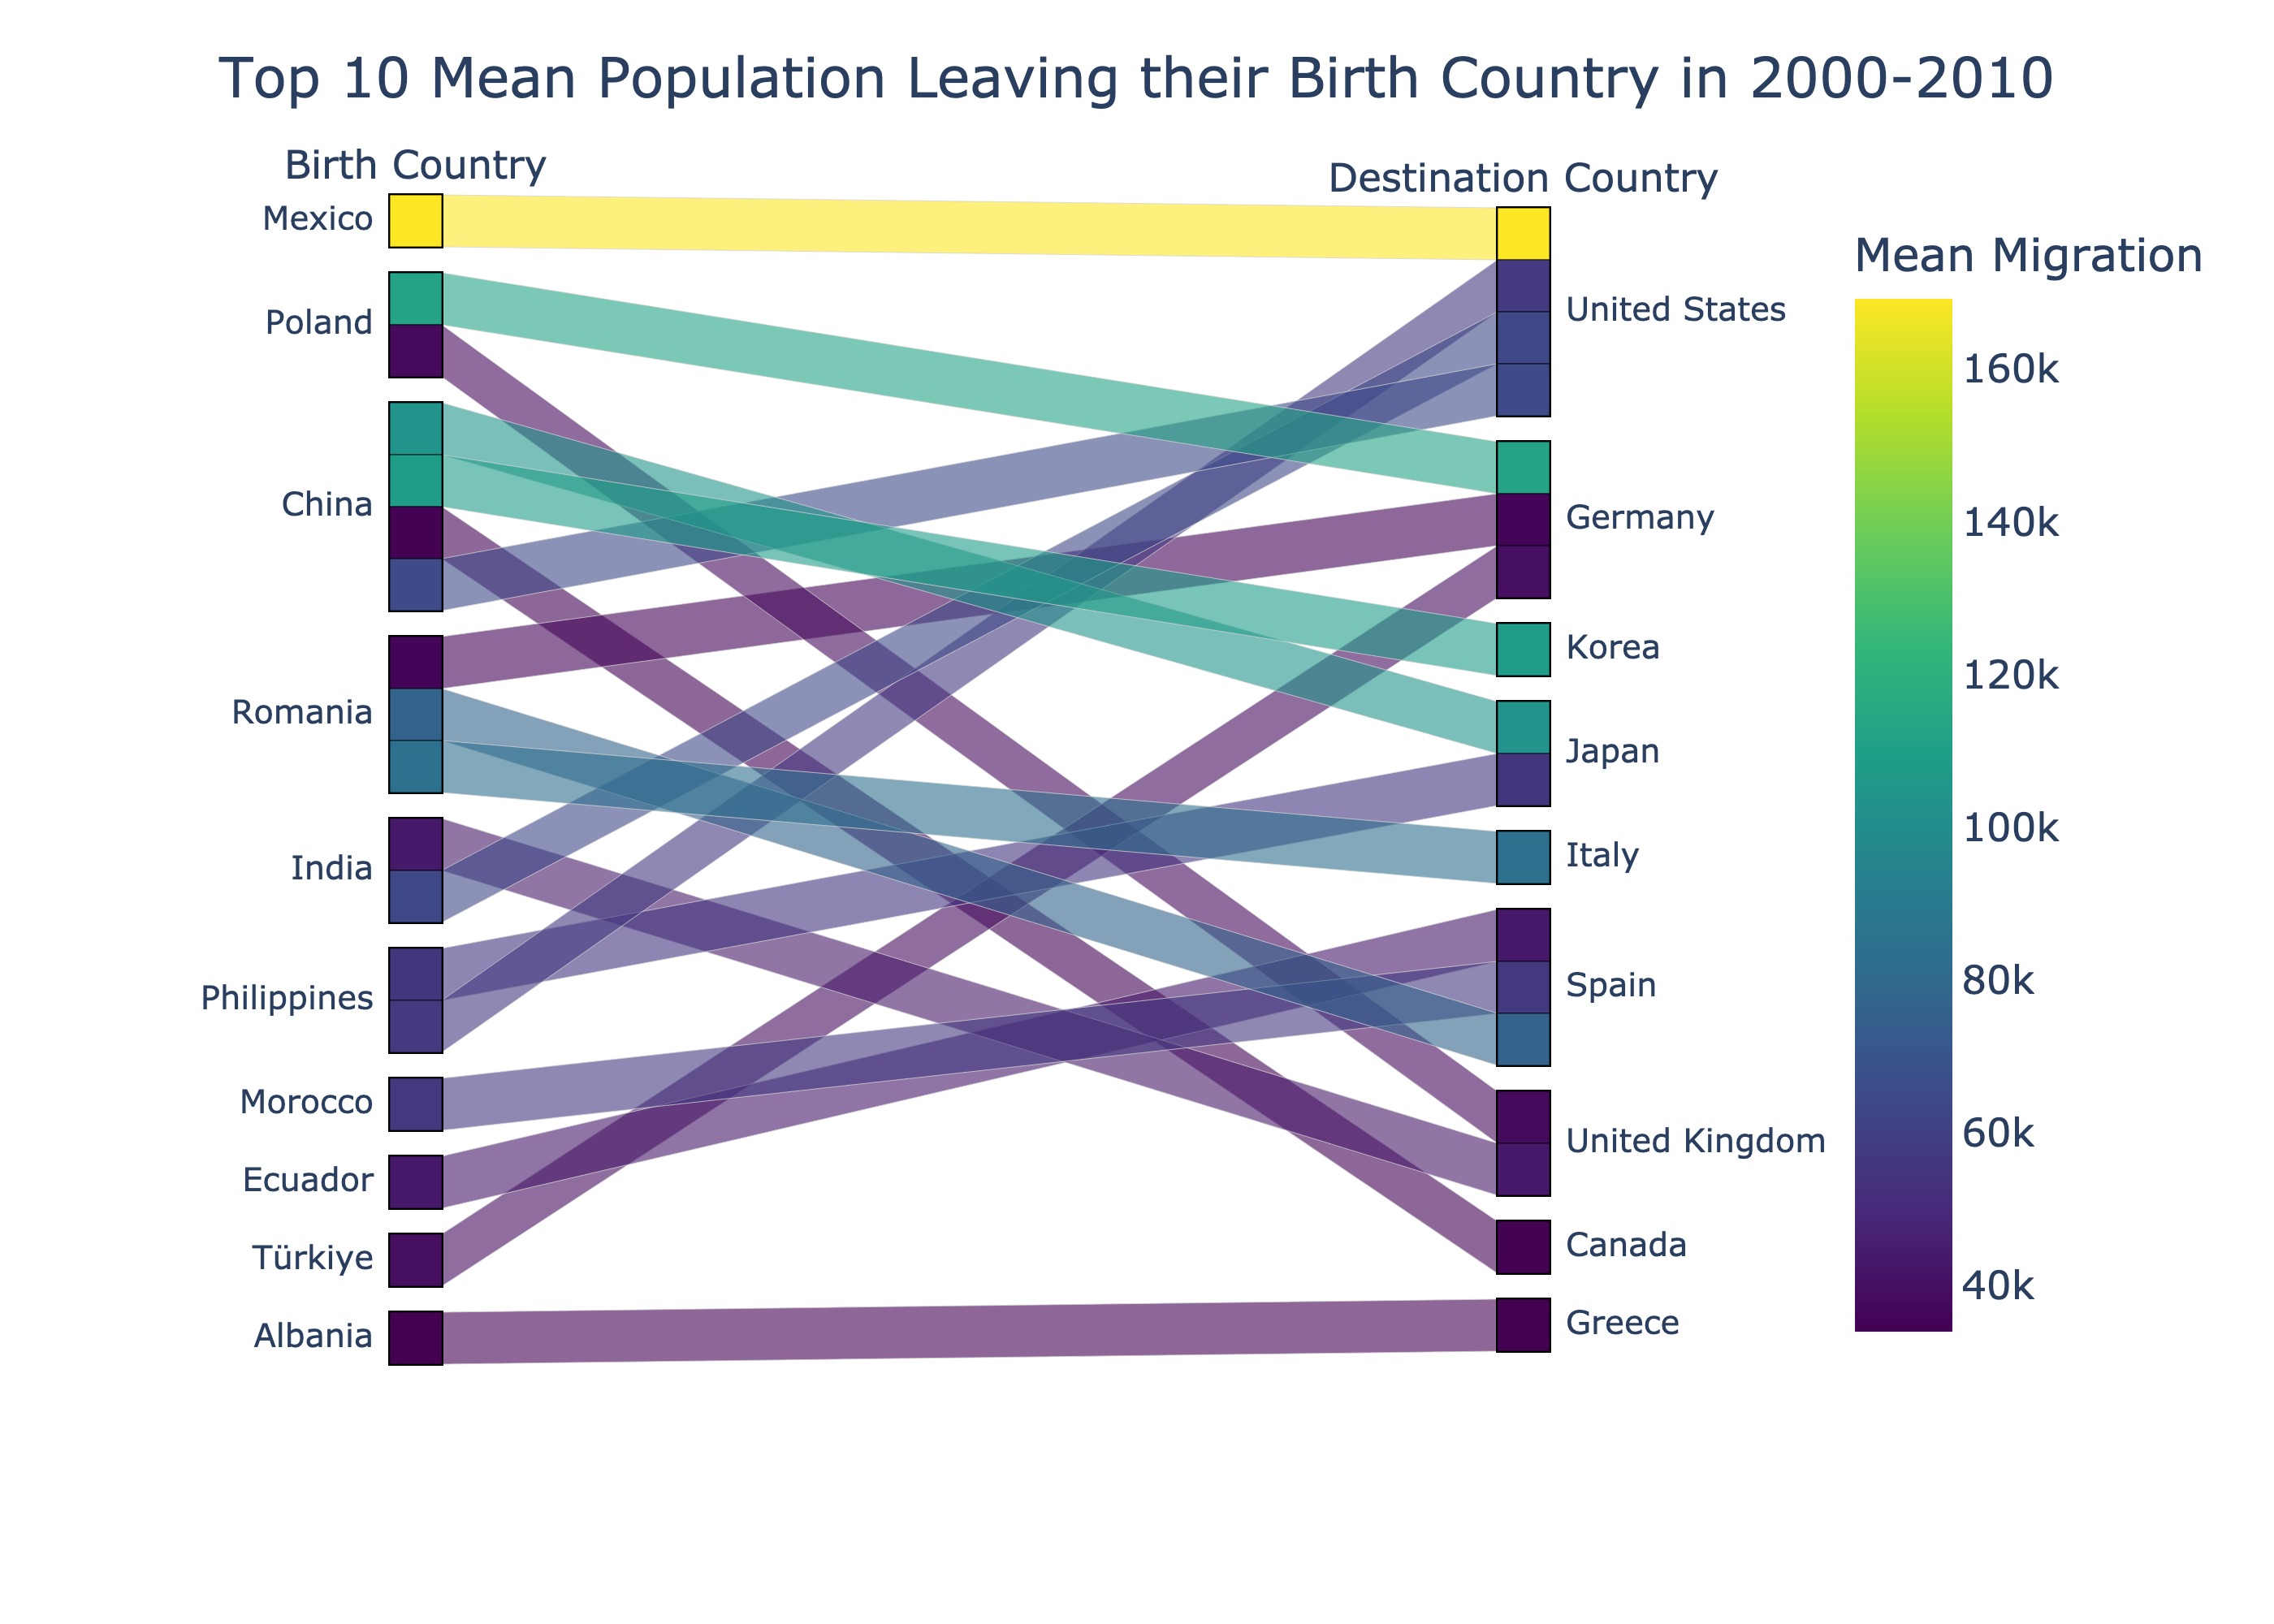 Top 10 Mean Population Leaving their Birth Country in 2000-2010
Birth Country
Mexico
Poland
China
Romania
India
Philippines
Morocco
Ecuador
Türkiye
Albania
Destination Country
United States
Germany
Korea
Japan
Italy
Spain
United Kingdom
Canada
Greece
Mean Migration
160k
140k
120k
100k
80k
60k
40k